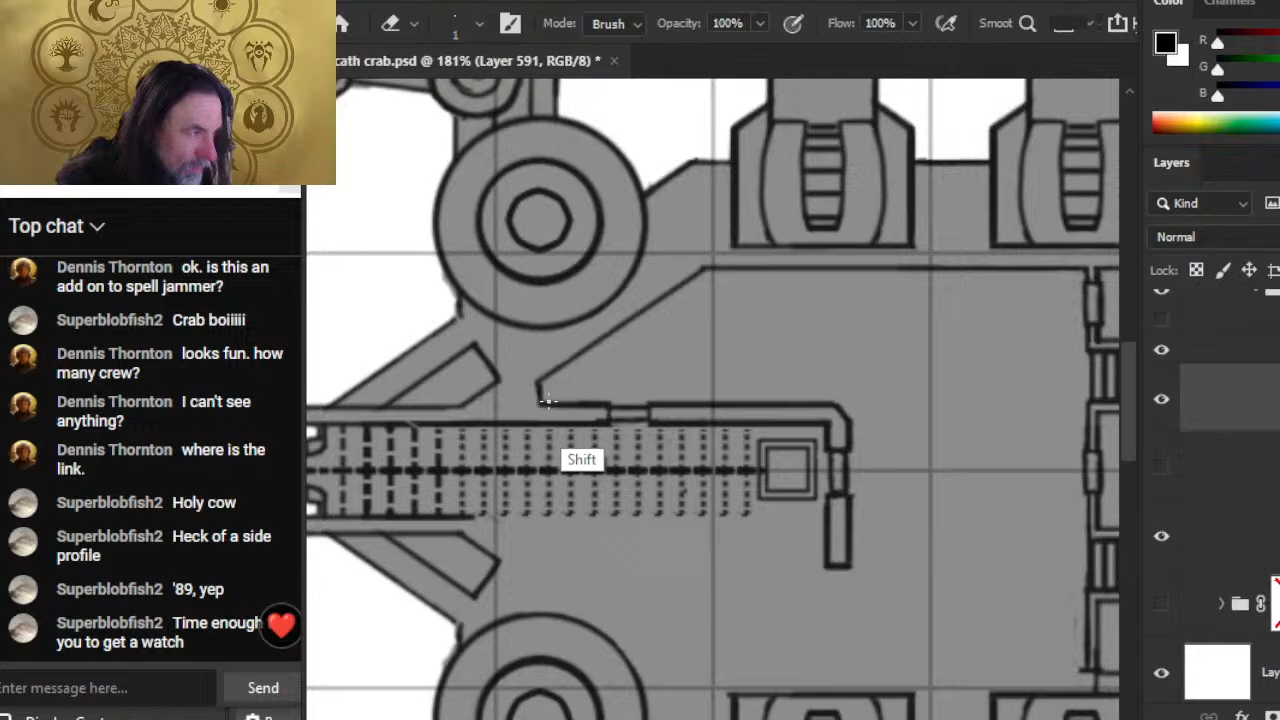 1
Mode: Brush
Opacity: 100%
Flow: 100%
Smoot
cath crab.psd @ 181% (Layer 591, RGB/8) *
Color
Channels
R
G
B
Layers
Kind
Normal
Lock:
Lay
fx
Shift
Top chat
Dennis Thornton ok. is this an
add on to spell jammer?
Superblobfish2 Crab boiiiii
Dennis Thornton looks fun. how
many crew?
Dennis Thornton I can't see
anything?
Dennis Thornton where is the
link.
Superblobfish2 Holy cow
Superblobfish2 Heck of a side
profile
Superblobfish2 '89, yep
Superblobfish2 Time enough
you to get a watch
Enter message here...
Send